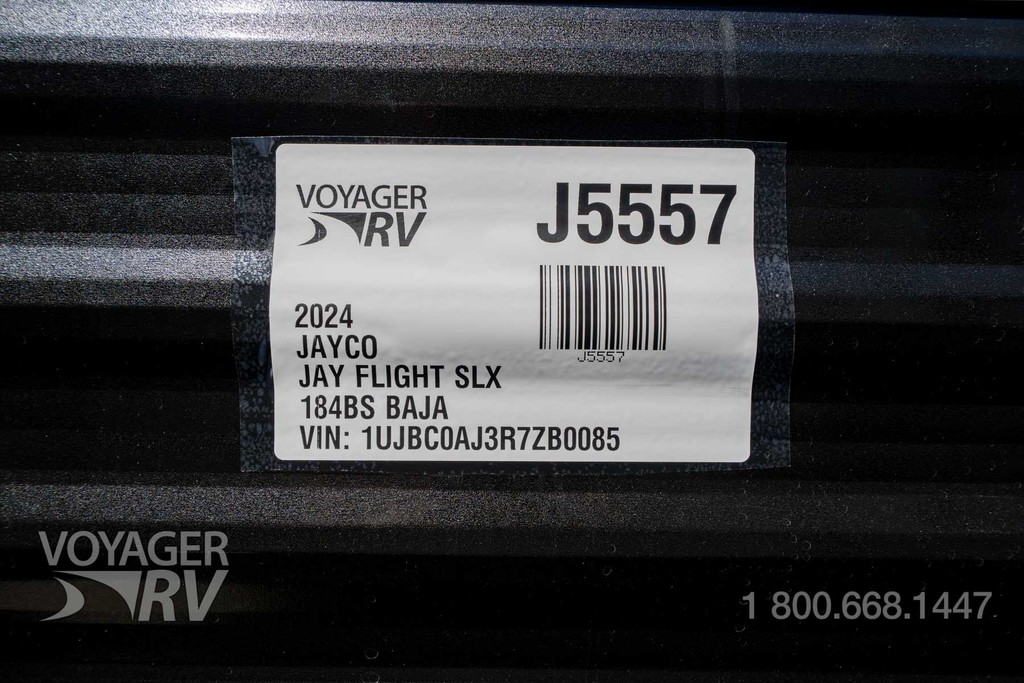 VOYAGER
RV
J5557
J5557
2024
JAYCO
JAY FLIGHT SLX
184BS BAJA
VIN: 1UJBC0AJ3R7ZB0085
VOYAGER
RV
1 800.668.1447